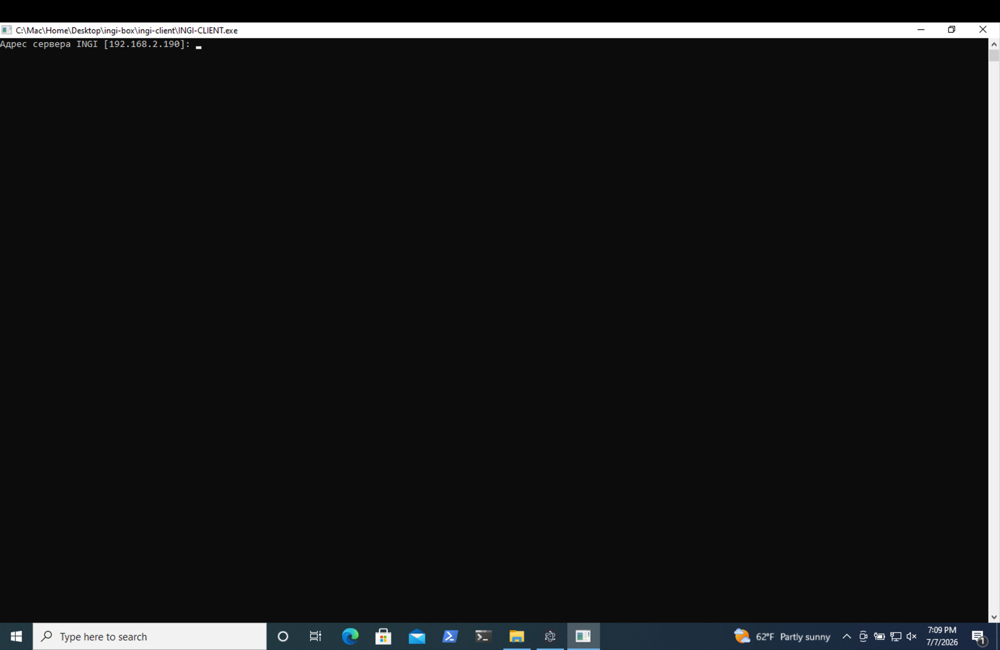 C:\Mac\Home\Desktop\ingi-box\ingi-client\INGI-CLIENT.exe
Адрес сервера INGI [192.168.2.190]:
Type here to search
62°F Partly sunny
7:09 PM
7/7/2026
1